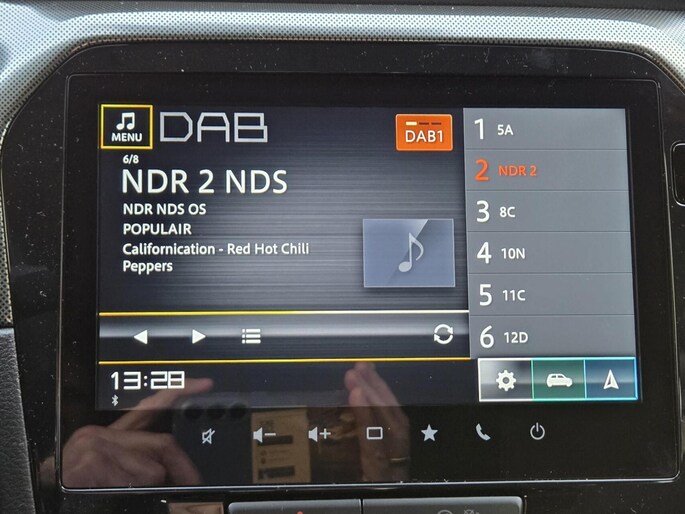 MENU
DAB
DAB1
6/8
NDR 2 NDS
NDR NDS OS
POPULAIR
Californication - Red Hot Chili
Peppers
1 5A
2 NDR 2
3 8C
4 10N
5 11C
6 12D
13:28